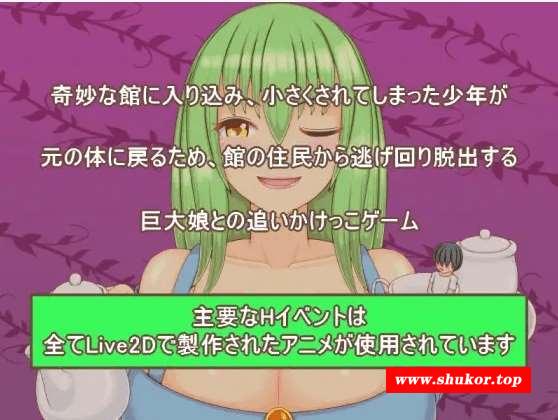 奇妙な館に入り込み、小さくされてしまった少年が
元の体に戻るため、館の住民から逃げ回り脱出する
巨大娘との追いかけっこゲーム
主要なHイベントは
全てLive2Dで製作されたアニメが使用されています
www.shukor.top